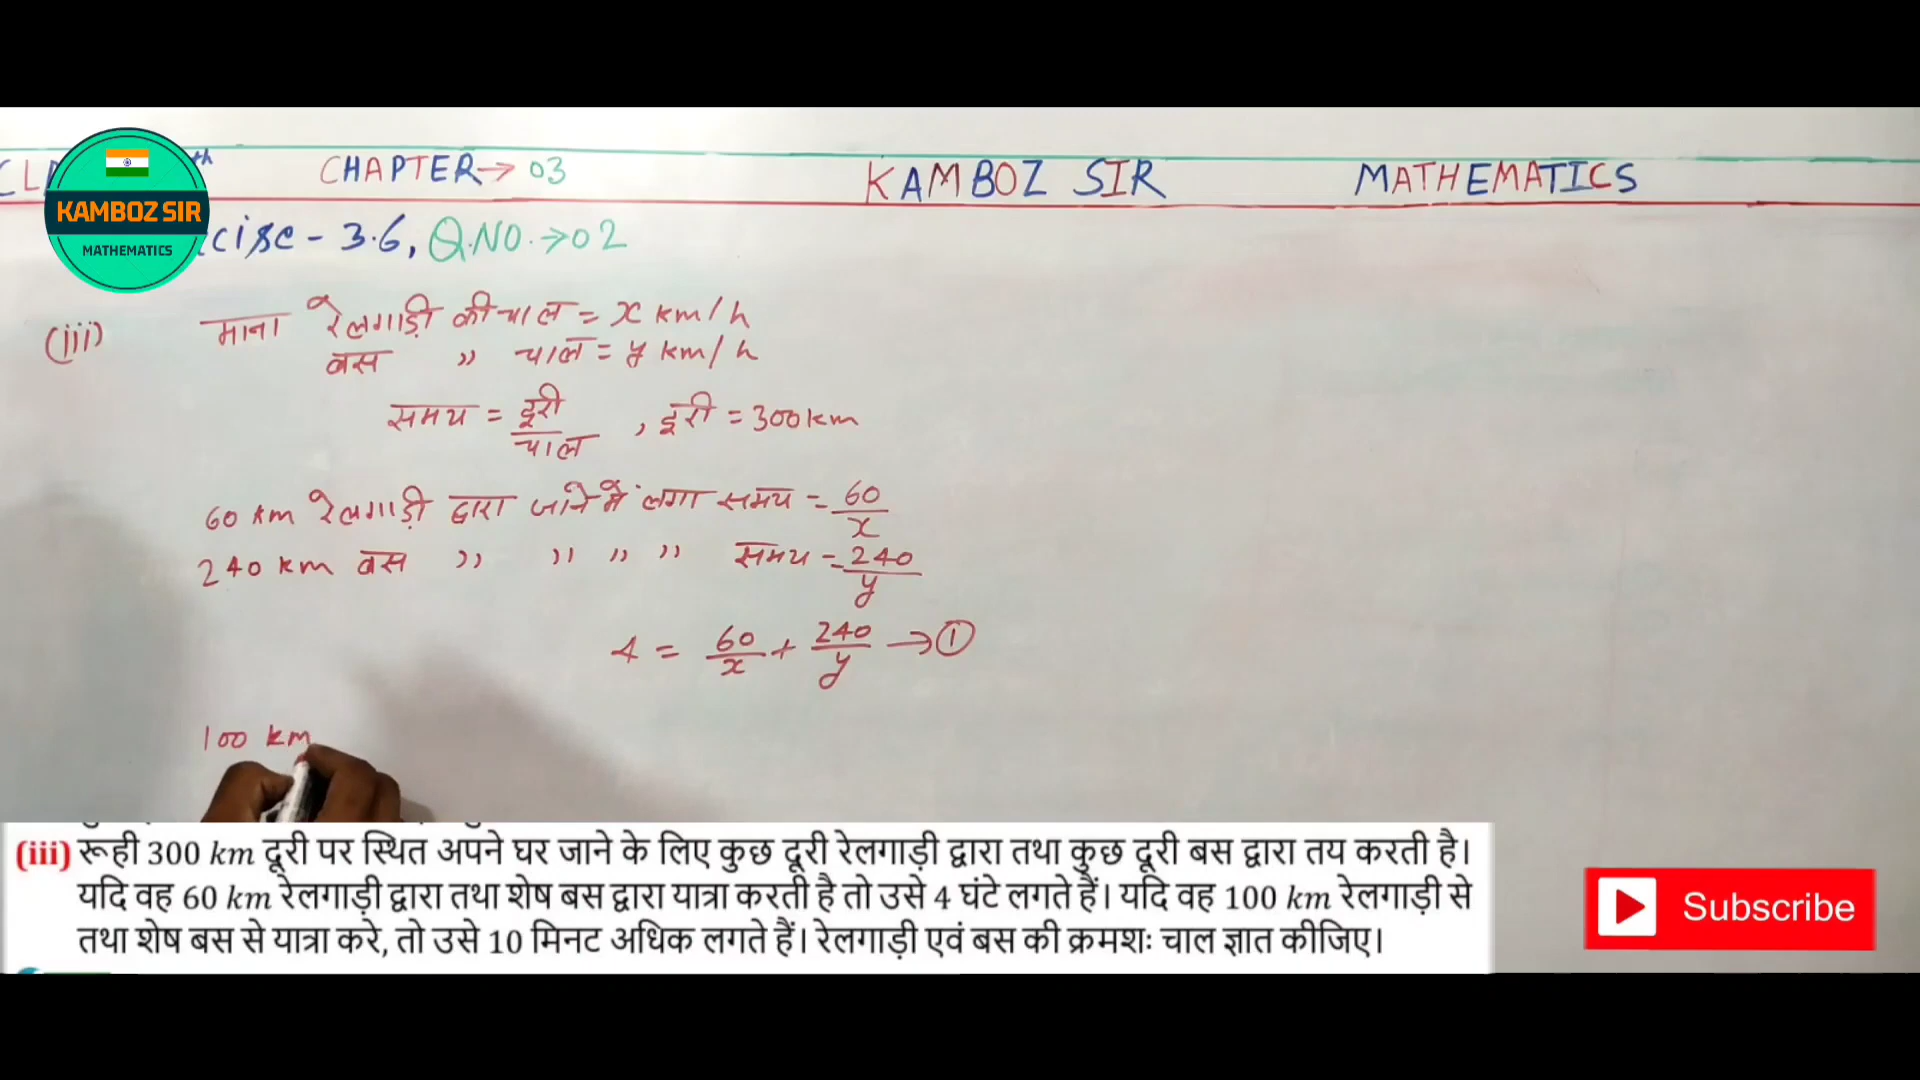 CHAPTER→03 KAMBOZ SIR MATHEMATICS
KAMBOZ SIR
MATHEMATICS
cise-3.6, Q.NO.→02
(iii) माना रेलगाड़ी की चाल = x km/h
बस " चाल = y km/h
समय = दूरी/चाल , दूरी = 300km
60 km रेलगाड़ी द्वारा जाने में लगा समय = 60/x
240 km बस " " " " समय = 240/y
4 = 60/x + 240/y →①
100 km
(iii) रूही 300 km दूरी पर स्थित अपने घर जाने के लिए कुछ दूरी रेलगाड़ी द्वारा तथा कुछ दूरी बस द्वारा तय करती है।
यदि वह 60 km रेलगाड़ी द्वारा तथा शेष बस द्वारा यात्रा करती है तो उसे 4 घंटे लगते हैं। यदि वह 100 km रेलगाड़ी से
तथा शेष बस से यात्रा करे, तो उसे 10 मिनट अधिक लगते हैं। रेलगाड़ी एवं बस की क्रमशः चाल ज्ञात कीजिए।
Subscribe